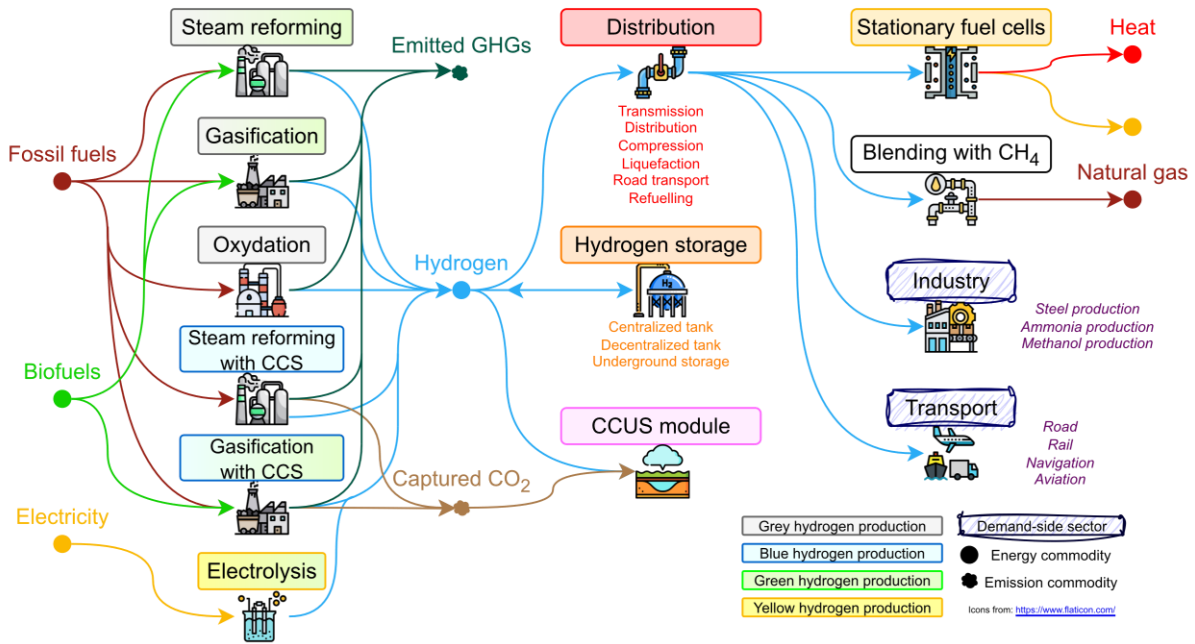 Steam reforming
Emitted GHGs
Distribution
Stationary fuel cells
Heat
Transmission
Distribution
Compression
Liquefaction
Road transport
Refuelling
Gasification
Fossil fuels
Blending with CH₄
Natural gas
Oxydation
Hydrogen
Hydrogen storage
H₂
Centralized tank
Decentralized tank
Underground storage
Industry
Steel production
Ammonia production
Methanol production
Steam reforming
with CCS
Biofuels
Transport
Road
Rail
Navigation
Aviation
CCUS module
Gasification
with CCS
Captured CO₂
Electricity
Electrolysis
Grey hydrogen production
Blue hydrogen production
Green hydrogen production
Yellow hydrogen production
Demand-side sector
Energy commodity
Emission commodity
Icons from: https://www.flaticon.com/